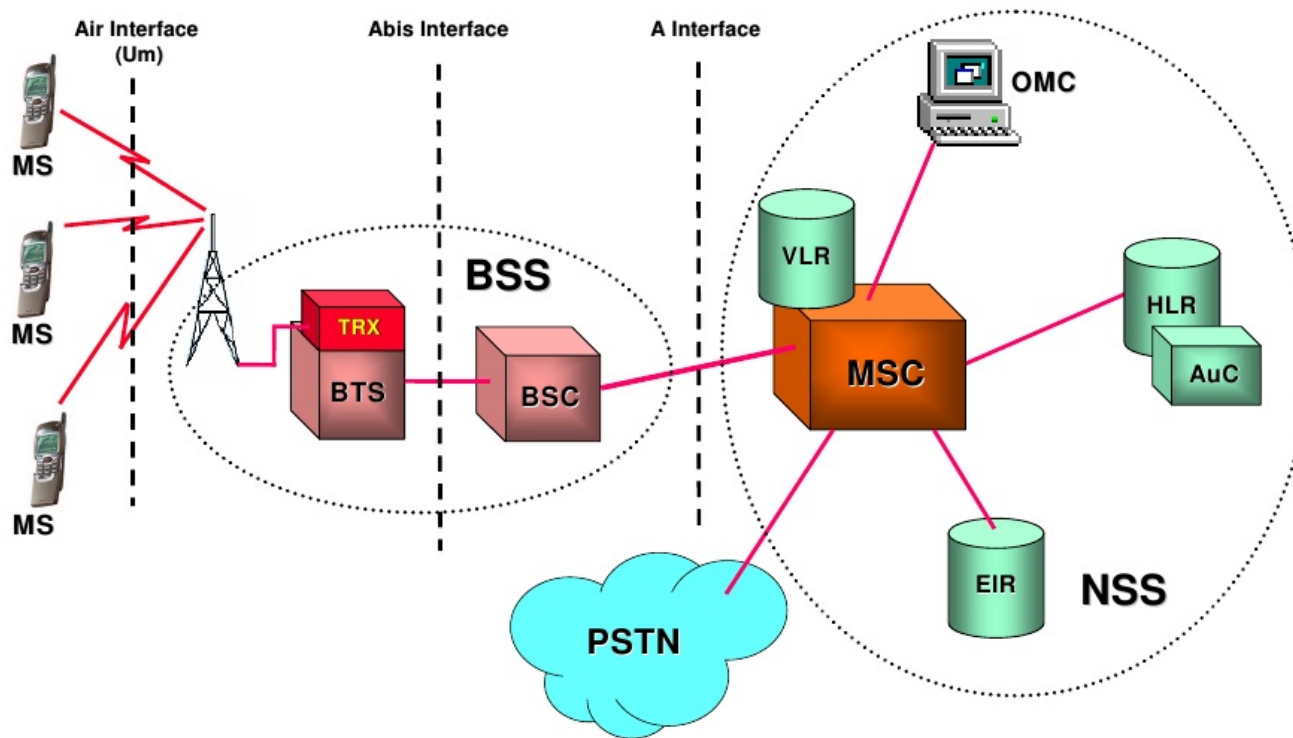 Air Interface
(Um)
Abis Interface
A Interface
OMC
MS
VLR
BSS
HLR
TRX
MS
MSC
AuC
BTS
BSC
MS
EIR
NSS
PSTN